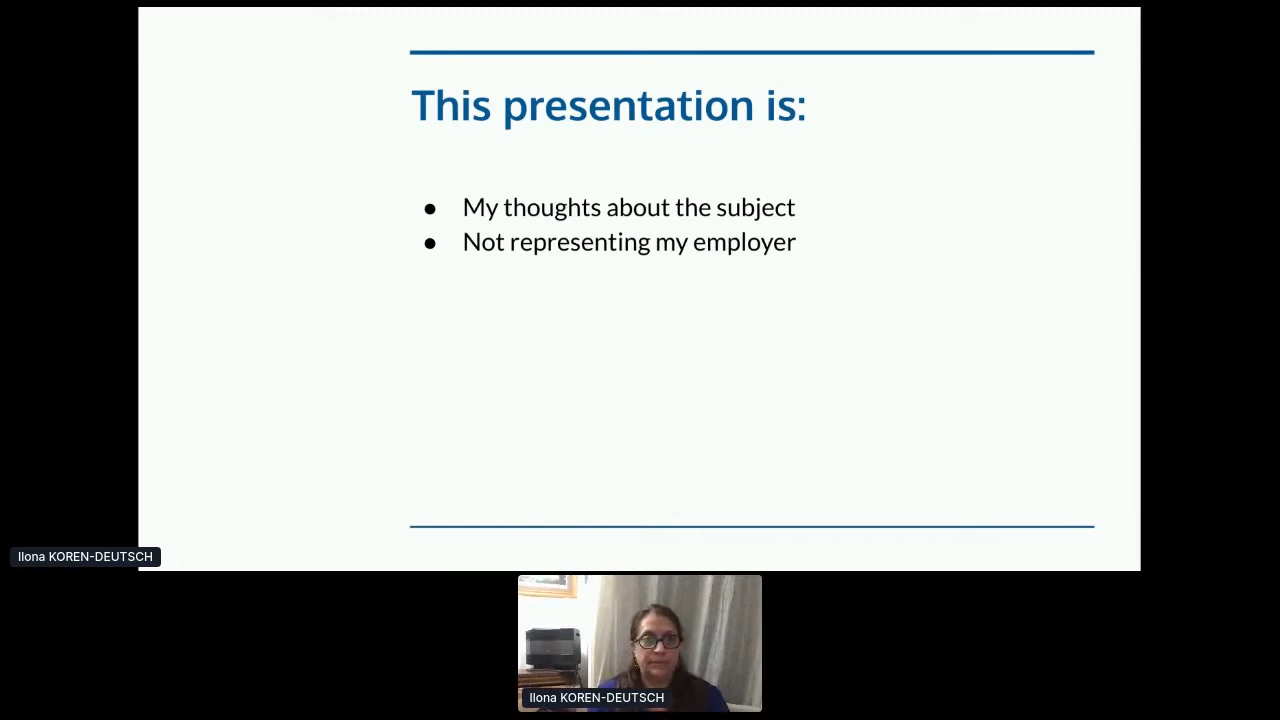 This presentation is:
● My thoughts about the subject
● Not representing my employer
Ilona KOREN-DEUTSCH
Ilona KOREN-DEUTSCH